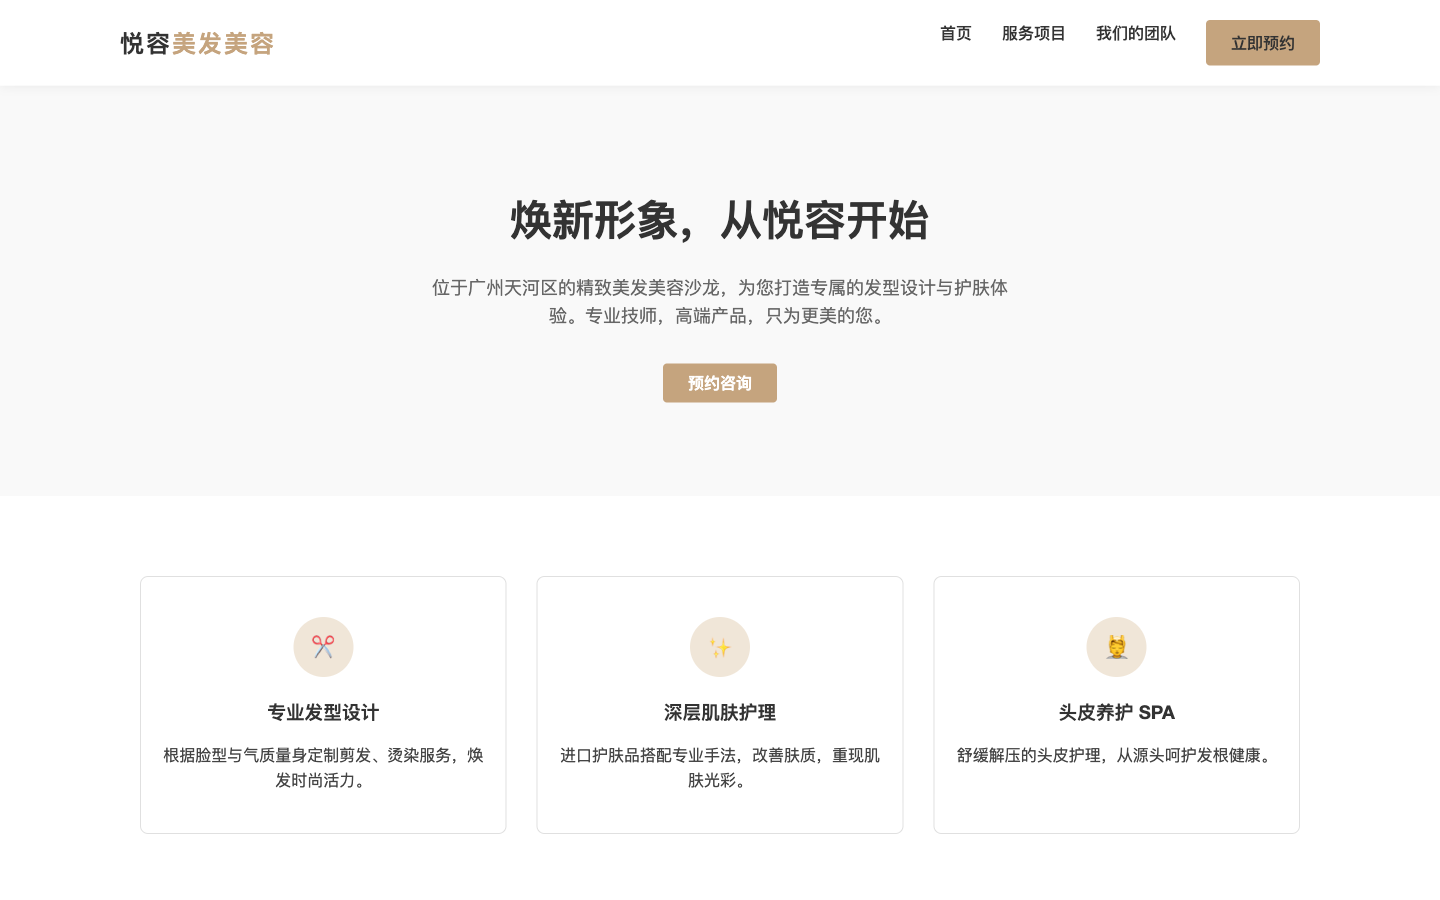 悦容美发美容
首页
服务项目
我们的团队
立即预约
焕新形象，从悦容开始
位于广州天河区的精致美发美容沙龙，为您打造专属的发型设计与护肤体
验。专业技师，高端产品，只为更美的您。
预约咨询
专业发型设计
根据脸型与气质量身定制剪发、烫染服务，焕
发时尚活力。
深层肌肤护理
进口护肤品搭配专业手法，改善肤质，重现肌
肤光彩。
头皮养护 SPA
舒缓解压的头皮护理，从源头呵护发根健康。